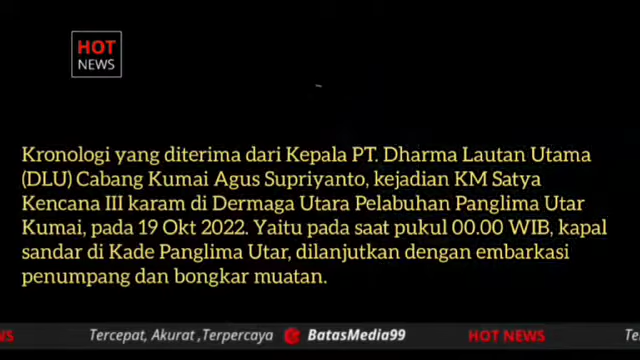 HOT
NEWS
Kronologi yang diterima dari Kepala PT. Dharma Lautan Utama
(DLU) Cabang Kumai Agus Supriyanto, kejadian KM Satya
Kencana III karam di Dermaga Utara Pelabuhan Panglima Utar
Kumai, pada 19 Okt 2022. Yaitu pada saat pukul 00.00 WIB, kapal
sandar di Kade Panglima Utar, dilanjutkan dengan embarkasi
penumpang dan bongkar muatan.
WS Tercepat, Akurat ,Terpercaya BatasMedia99 HOT NEWS Te